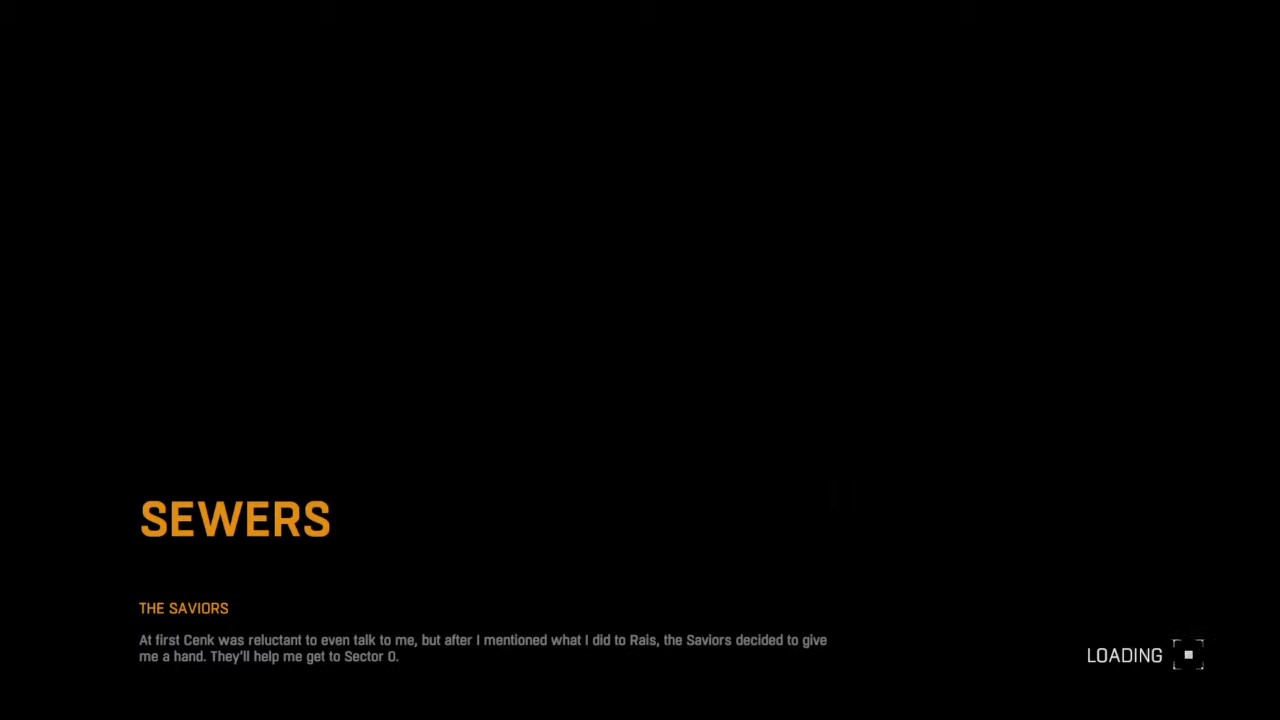 SEWERS
THE SAVIORS
At first Cenk was reluctant to even talk to me, but after I mentioned what I did to Rais, the Saviors decided to give
me a hand. They'll help me get to Sector 0.
LOADING